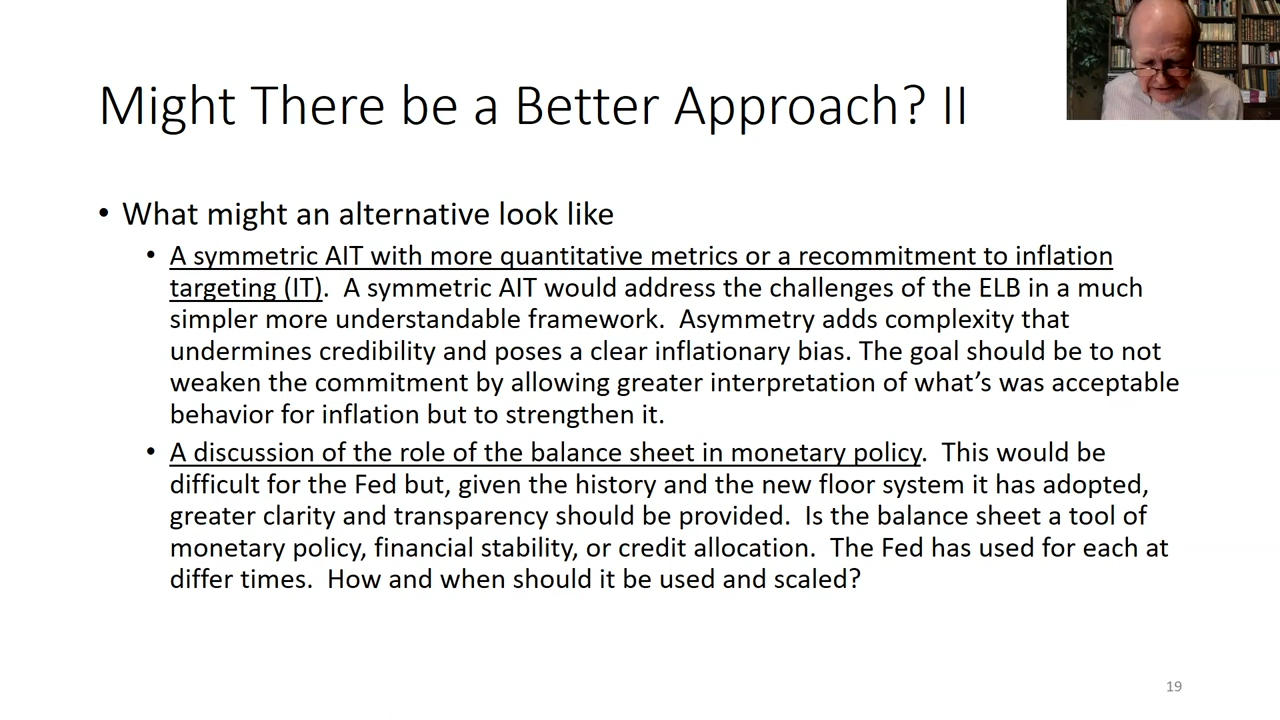 Might There be a Better Approach? II
• What might an alternative look like
• A symmetric AIT with more quantitative metrics or a recommitment to inflation
targeting (IT). A symmetric AIT would address the challenges of the ELB in a much
simpler more understandable framework. Asymmetry adds complexity that
undermines credibility and poses a clear inflationary bias. The goal should be to not
weaken the commitment by allowing greater interpretation of what’s was acceptable
behavior for inflation but to strengthen it.
• A discussion of the role of the balance sheet in monetary policy. This would be
difficult for the Fed but, given the history and the new floor system it has adopted,
greater clarity and transparency should be provided. Is the balance sheet a tool of
monetary policy, financial stability, or credit allocation. The Fed has used for each at
differ times. How and when should it be used and scaled?
19